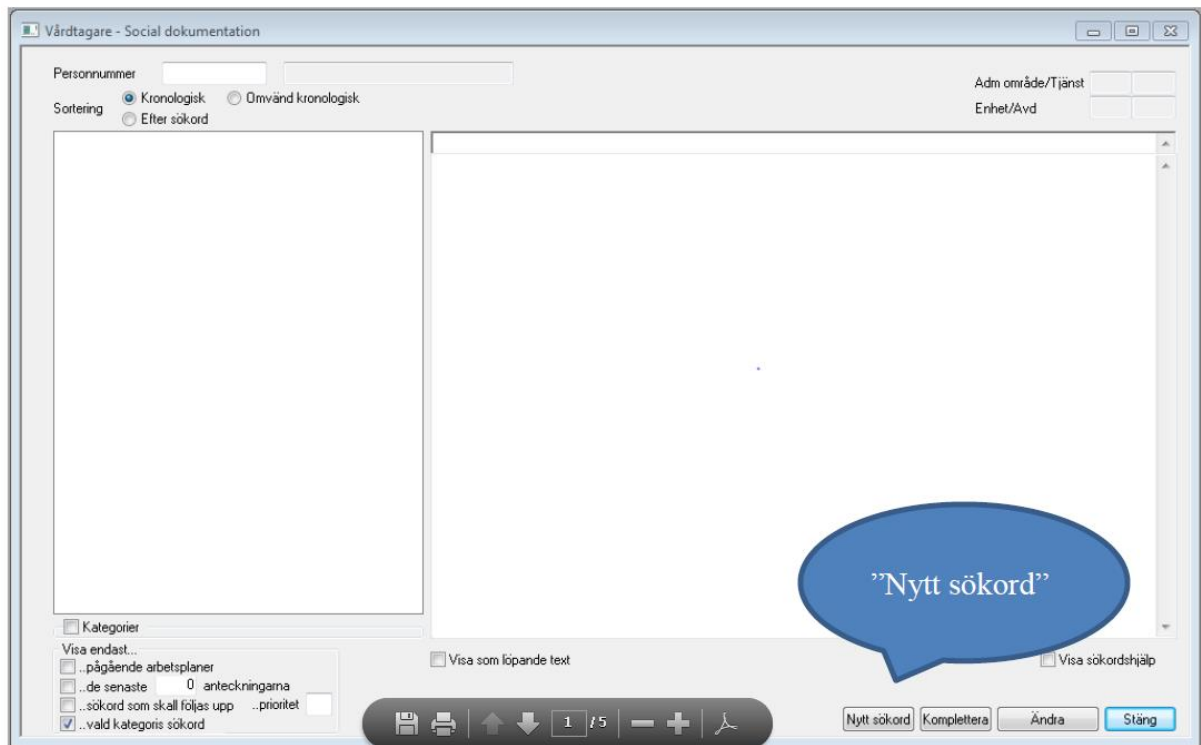 Vårdtagare - Social dokumentation
Personnummer
Adm område/Tjänst
Sortering
Kronologisk
Omvänd kronologisk
Efter sökord
Enhet/Avd
”Nytt sökord”
Kategorier
Visa endast...
..pågående arbetsplaner
..de senaste 0 anteckningarna
..sökord som skall följas upp ..prioritet
..vald kategoris sökord
Visa som löpande text
Visa sökordshjälp
1 /5
Nytt sökord
Komplettera
Ändra
Stäng